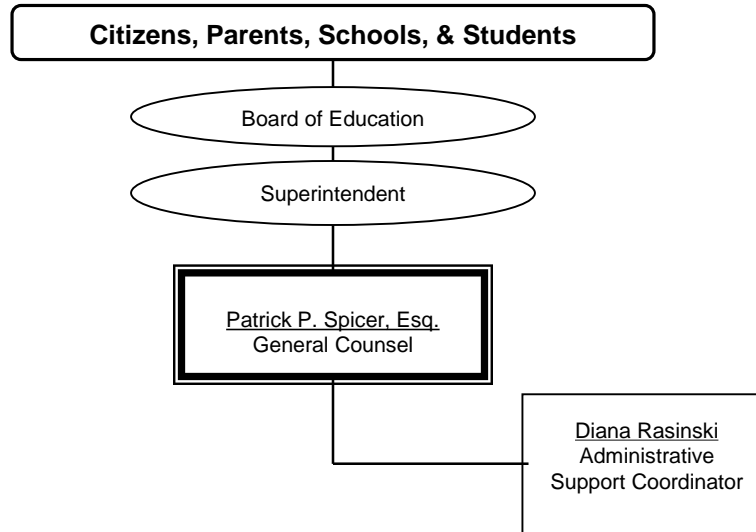 Citizens, Parents, Schools, & Students
Board of Education
Superintendent
Patrick P. Spicer, Esq.
General Counsel
Diana Rasinski
Administrative
Support Coordinator